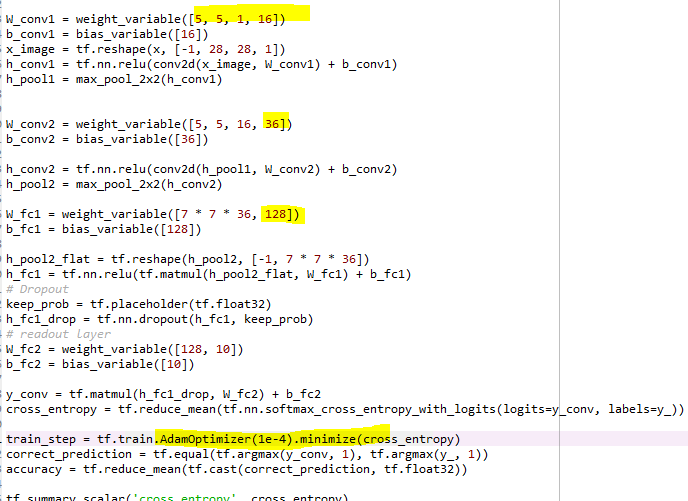 W_conv1 = weight_variable([5, 5, 1, 16])
b_conv1 = bias_variable([16])
x_image = tf.reshape(x, [-1, 28, 28, 1])
h_conv1 = tf.nn.relu(conv2d(x_image, W_conv1) + b_conv1)
h_pool1 = max_pool_2x2(h_conv1)
W_conv2 = weight_variable([5, 5, 16, 36])
b_conv2 = bias_variable([36])
h_conv2 = tf.nn.relu(conv2d(h_pool1, W_conv2) + b_conv2)
h_pool2 = max_pool_2x2(h_conv2)
W_fc1 = weight_variable([7 * 7 * 36, 128])
b_fc1 = bias_variable([128])
h_pool2_flat = tf.reshape(h_pool2, [-1, 7 * 7 * 36])
h_fc1 = tf.nn.relu(tf.matmul(h_pool2_flat, W_fc1) + b_fc1)
# Dropout
keep_prob = tf.placeholder(tf.float32)
h_fc1_drop = tf.nn.dropout(h_fc1, keep_prob)
# readout layer
W_fc2 = weight_variable([128, 10])
b_fc2 = bias_variable([10])
y_conv = tf.matmul(h_fc1_drop, W_fc2) + b_fc2
cross_entropy = tf.reduce_mean(tf.nn.softmax_cross_entropy_with_logits(logits=y_conv, labels=y_))
train_step = tf.train.AdamOptimizer(1e-4).minimize(cross_entropy)
correct_prediction = tf.equal(tf.argmax(y_conv, 1), tf.argmax(y_, 1))
accuracy = tf.reduce_mean(tf.cast(correct_prediction, tf.float32))
tf.summary.scalar('cross_entropy', cross_entropy)